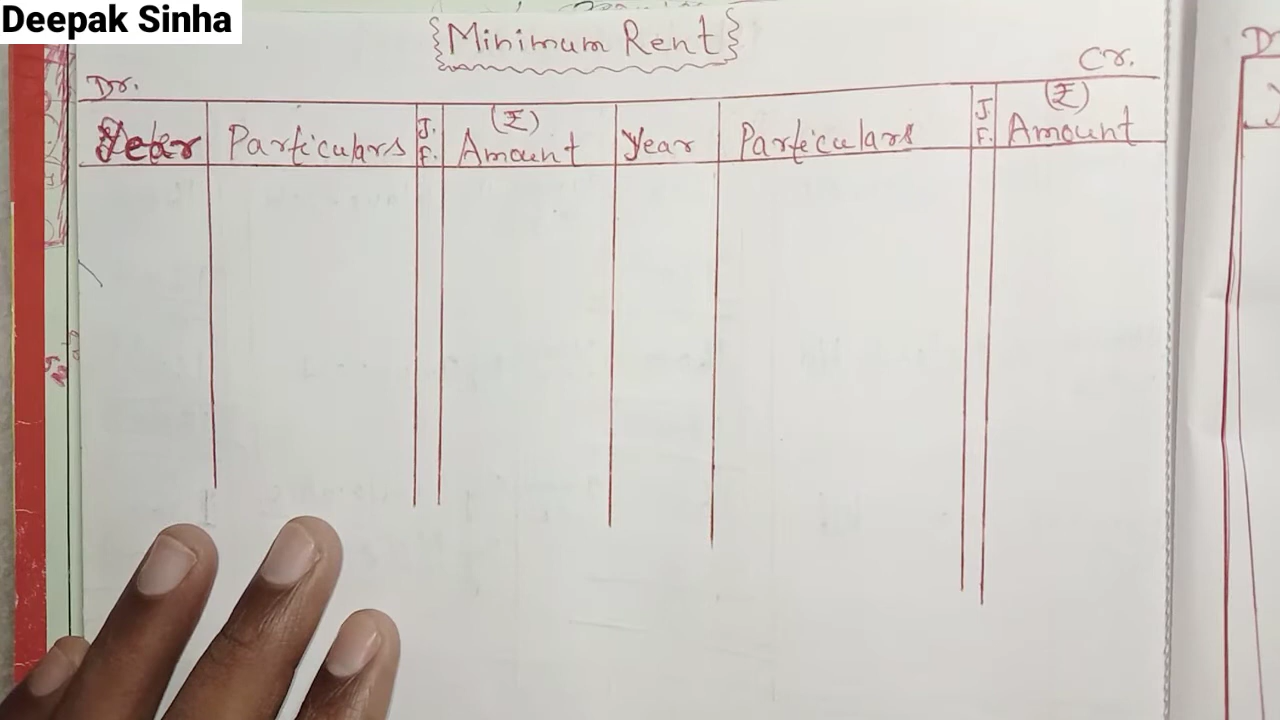 Deepak Sinha
Minimum Rent
Dr. Cr.
Year Particulars J.F. (₹) Amount Year Particulars J.F. (₹) Amount